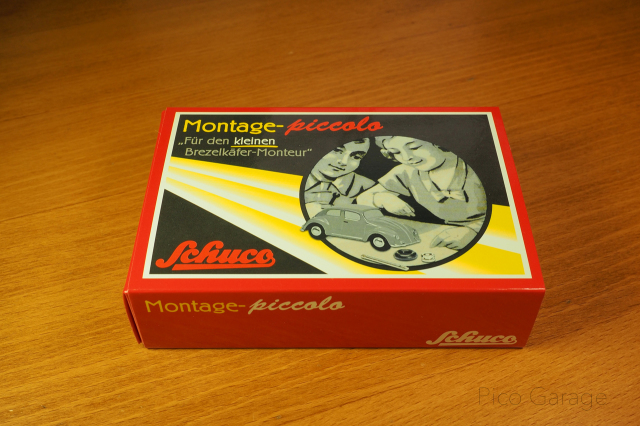 Montage-piccolo
„Für den kleinen
Brezelkäfer-Monteur“
Schuco
Montage-piccolo
Schuco
Pico Garage